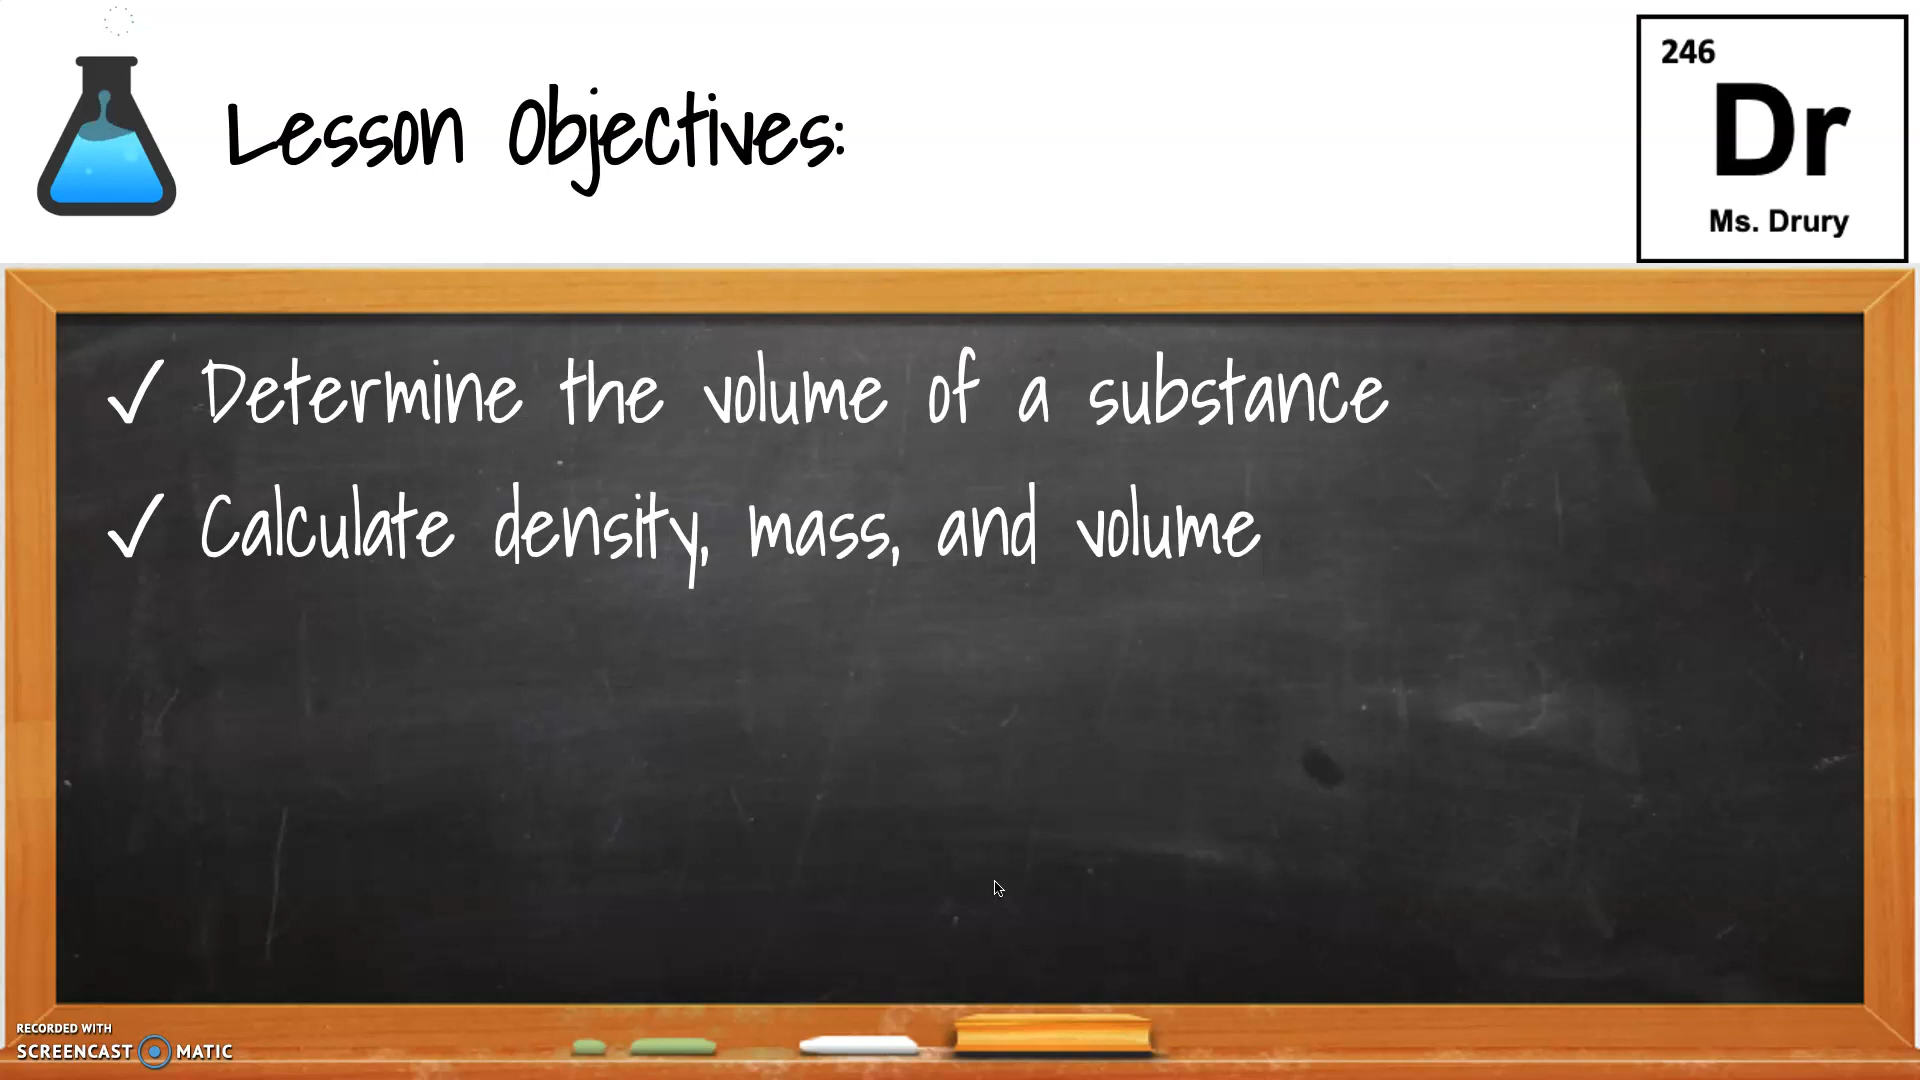 Lesson Objectives:
246
Dr
Ms. Drury
✓ Determine the volume of a substance
✓ Calculate density, mass, and volume
RECORDED WITH
SCREENCAST MATIC